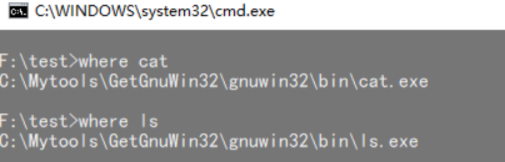 C:\WINDOWS\system32\cmd.exe
F:\test>where cat
C:\Mytools\GetGnuWin32\gnuwin32\bin\cat.exe
F:\test>where ls
C:\Mytools\GetGnuWin32\gnuwin32\bin\ls.exe